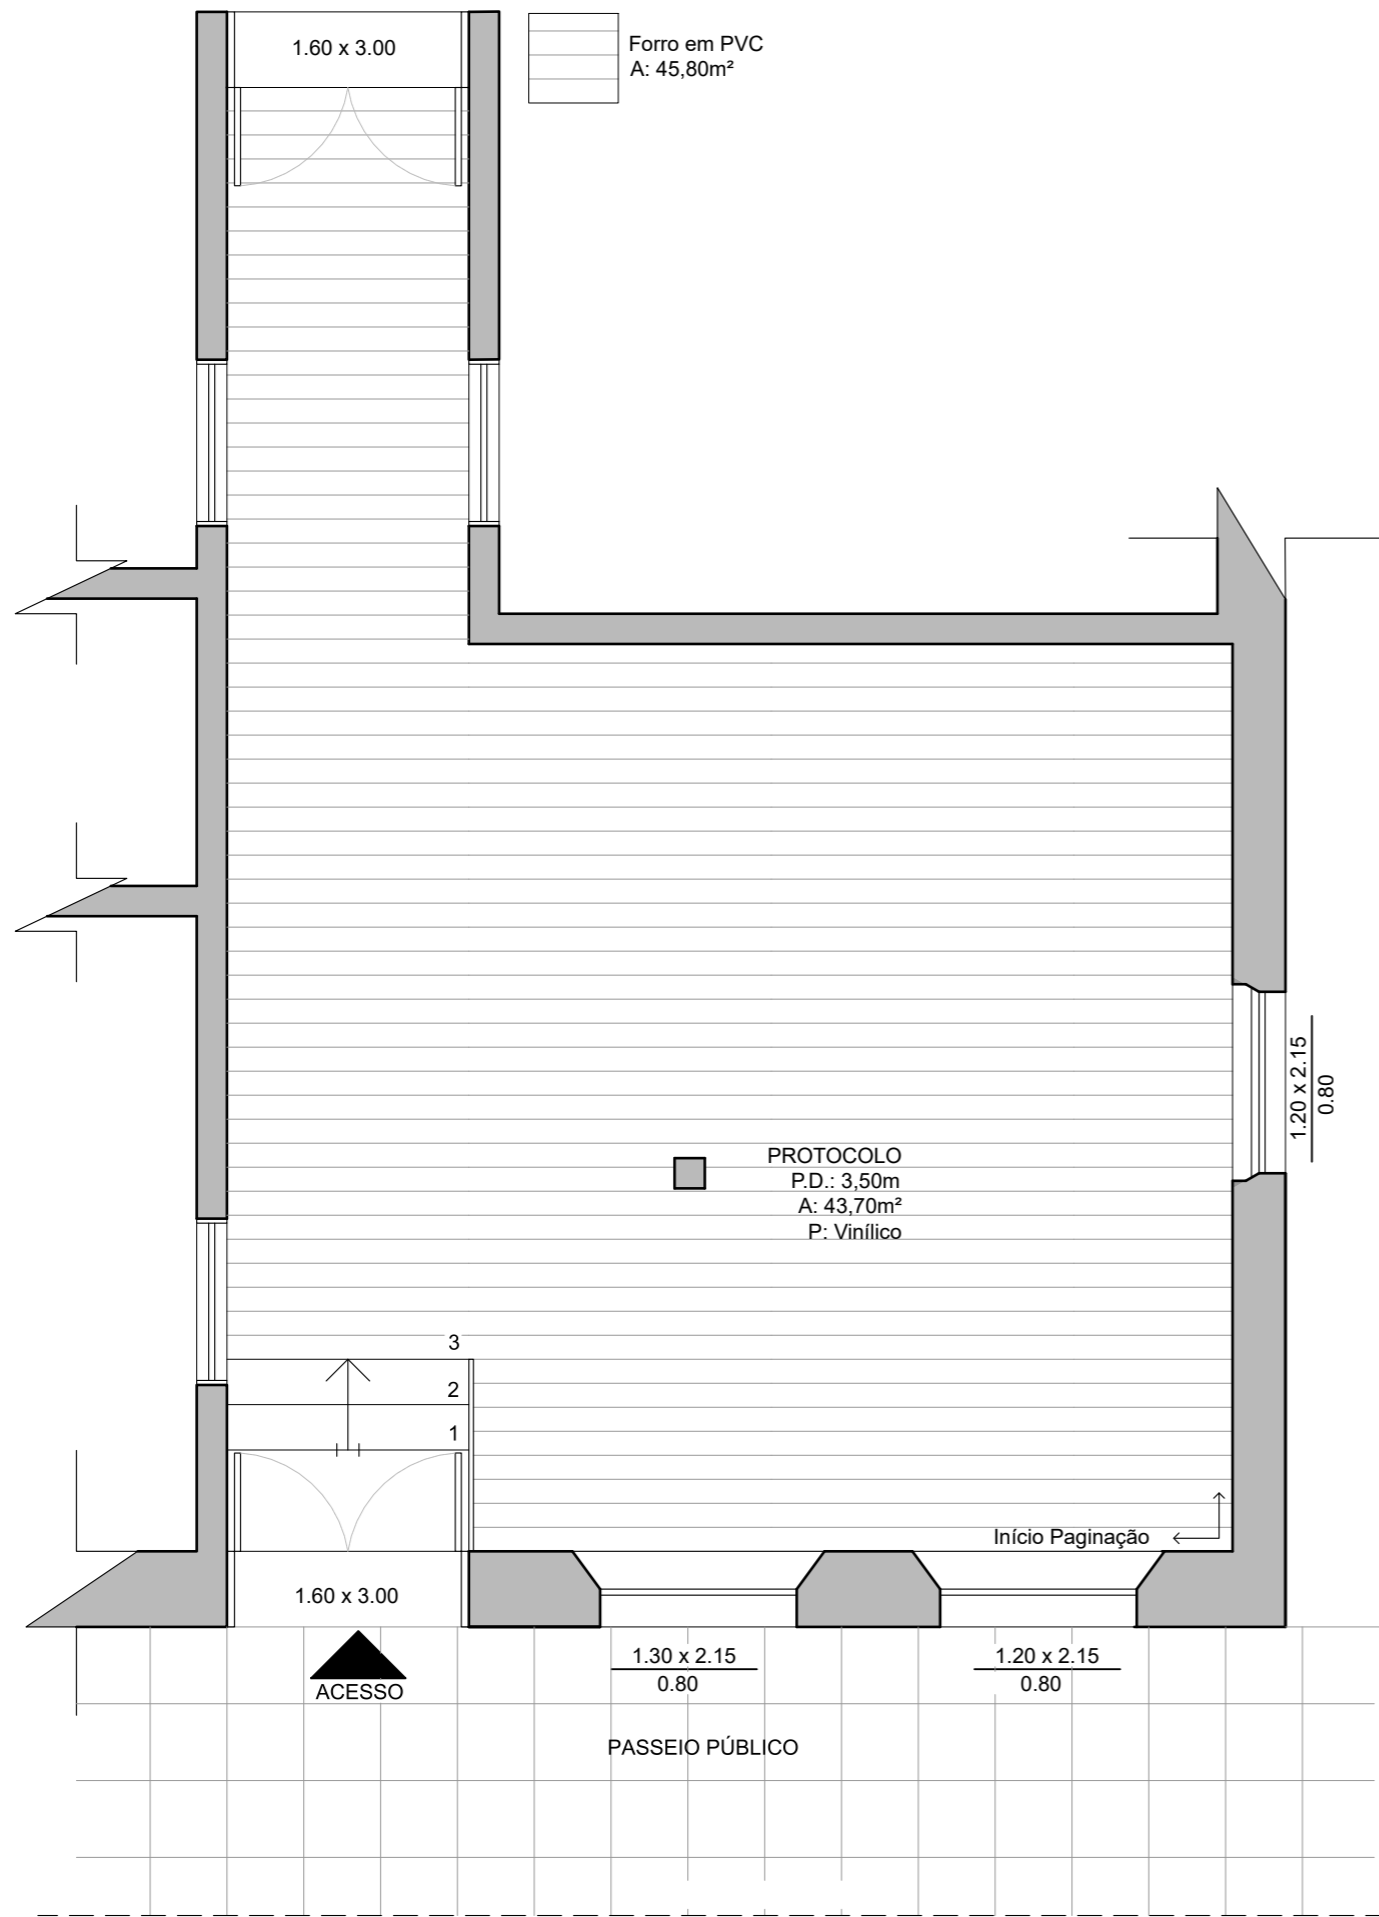 1.60 x 3.00
Forro em PVC
A: 45,80m²
1.20 x 2.15
0.80
PROTOCOLO
P.D.: 3,50m
A: 43,70m²
P: Vinílico
3
2
1
Início Paginação
1.60 x 3.00
ACESSO
1.30 x 2.15
0.80
1.20 x 2.15
0.80
PASSEIO PÚBLICO